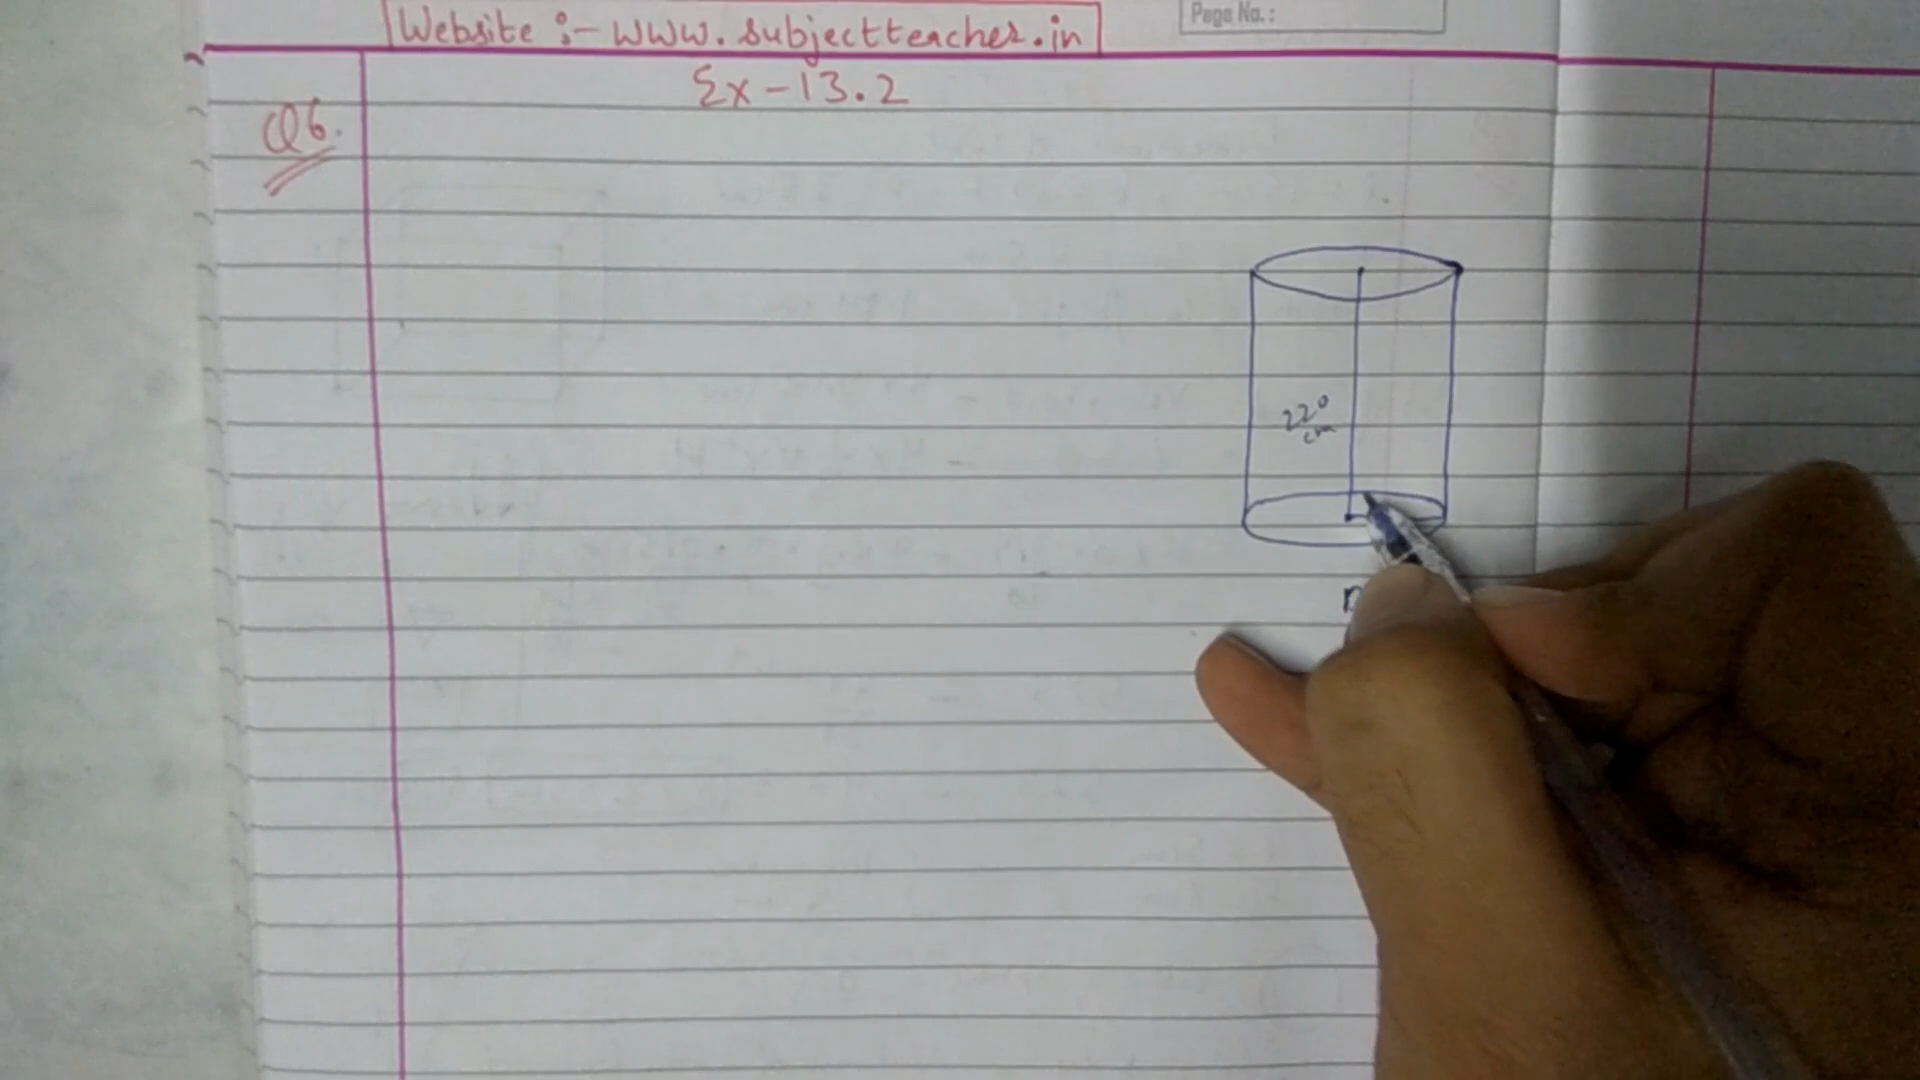 Website :- www.subjectteacher.in
Page No.:
Ex - 13.2
Q6.
220
cm